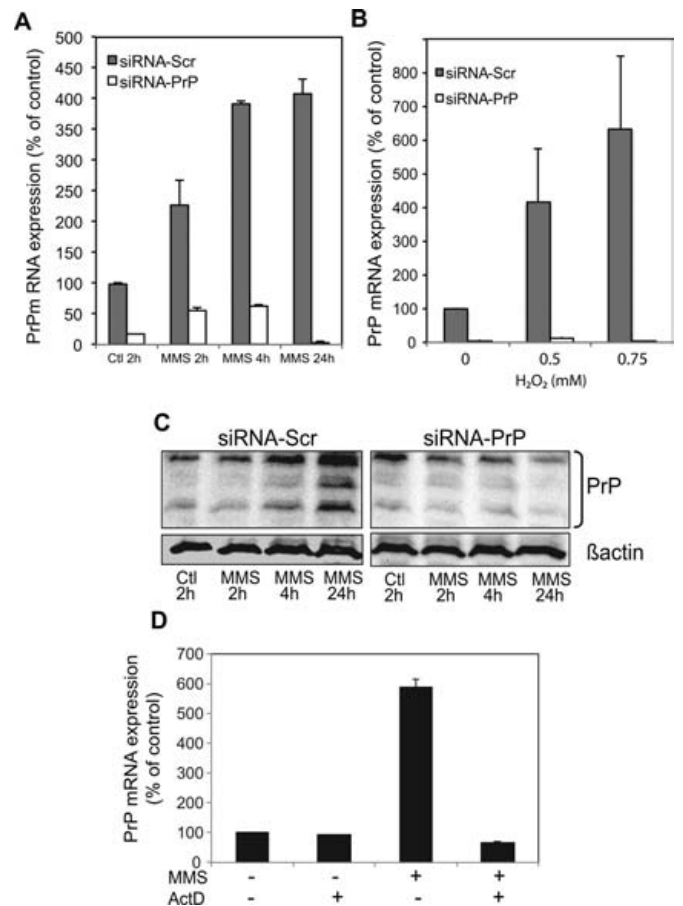 A
500
450
400
350
300
250
200
150
100
50
0
PrPm RNA expression (% of control)
siRNA-Scr
siRNA-PrP
Ctl 2h MMS 2h MMS 4h MMS 24h
B
800
700
600
500
400
300
200
100
0
PrP mRNA expression (% of control)
siRNA-Scr
siRNA-PrP
0 0.5 0.75
H₂O₂ (mM)
C
siRNA-Scr siRNA-PrP
PrP
ßactin
Ctl MMS MMS MMS Ctl MMS MMS MMS
2h 2h 4h 24h 2h 2h 4h 24h
D
700
600
500
400
300
200
100
0
PrP mRNA expression
(% of control)
MMS - - + +
ActD - + - +